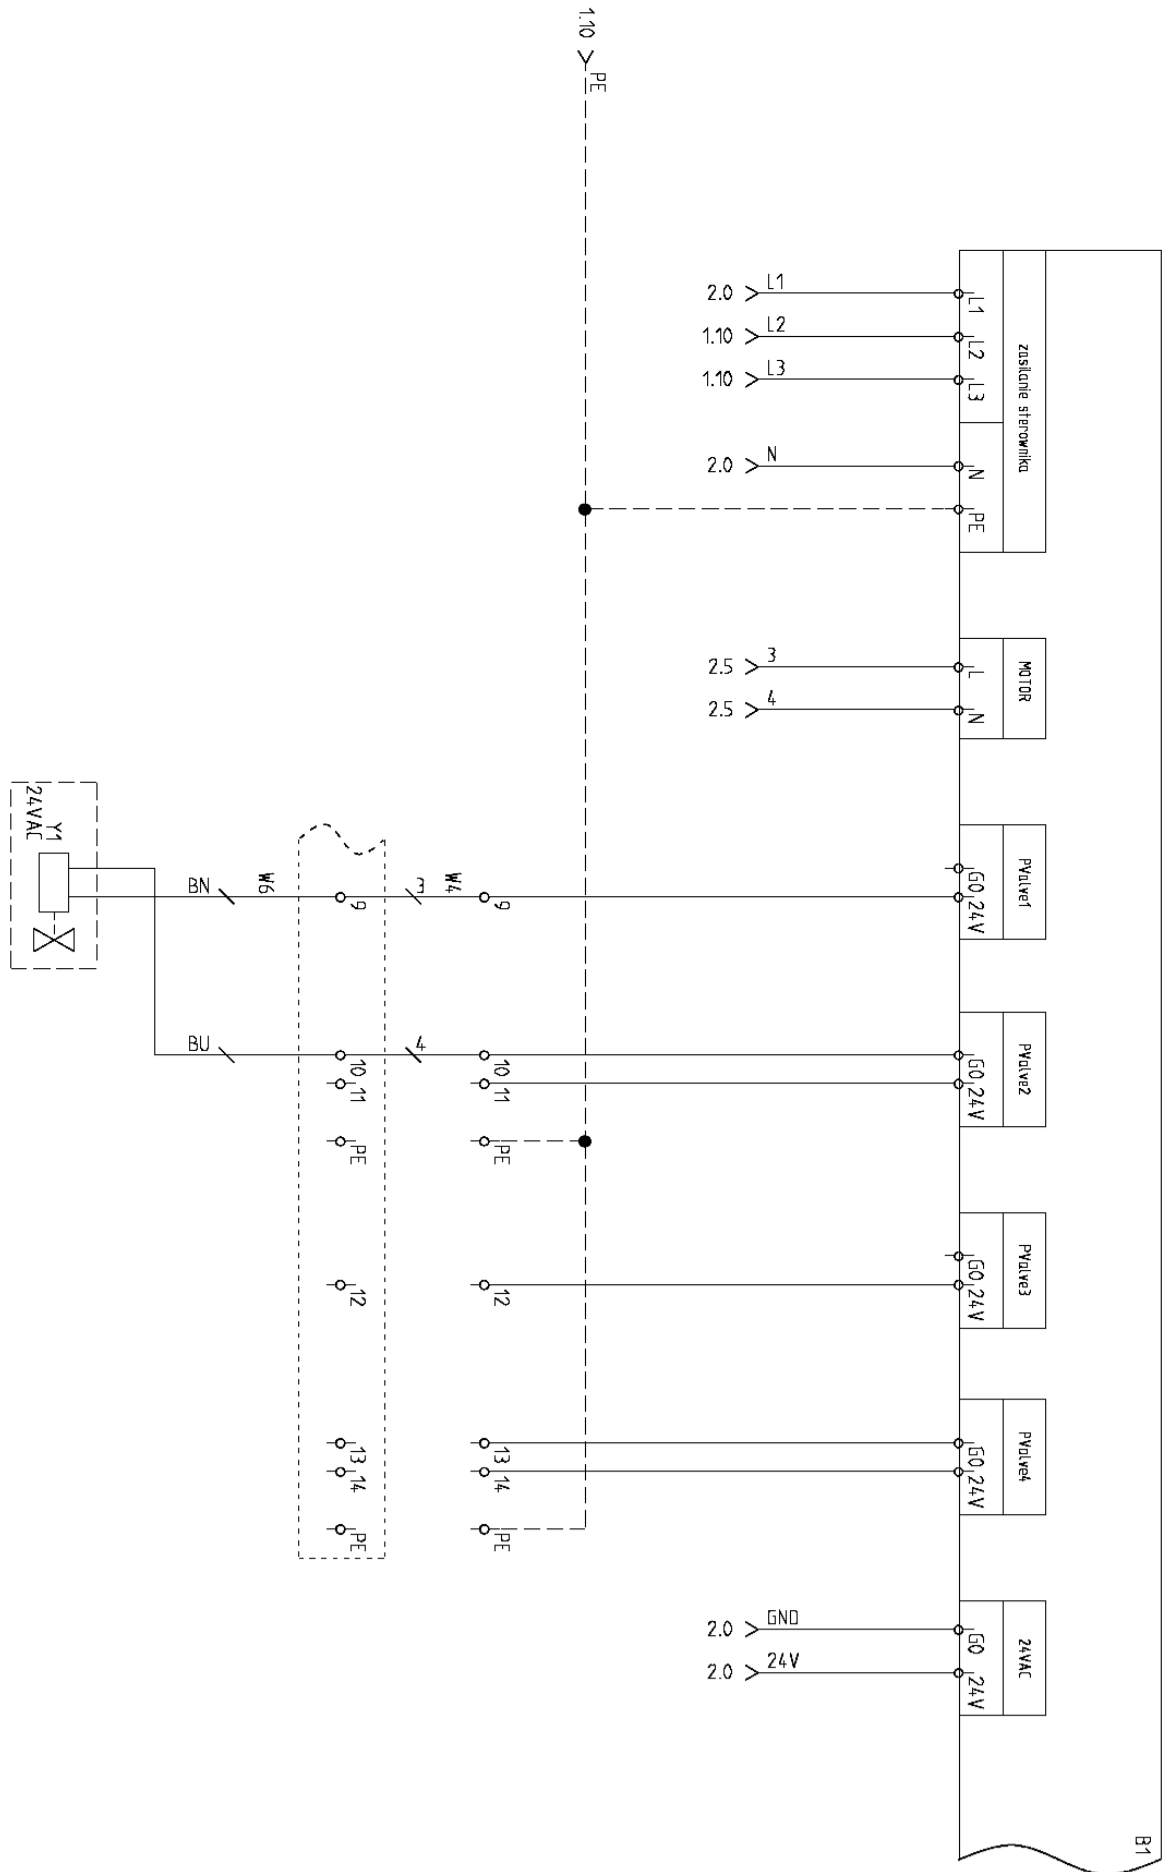 1.10
PE
B1
zasilanie sterownika
L1
L2
L3
N
PE
2.0
L1
1.10
L2
1.10
L3
2.0
N
MOTOR
L
N
2.5
3
2.5
4
PValve1
G0
24V
PValve2
G0
24V
PValve3
G0
24V
PValve4
G0
24V
24VAC
G0
24V
2.0
GND
2.0
24V
9
10
11
PE
12
13
14
PE
W4
3
4
9
10
11
PE
12
13
14
PE
W6
BN
BU
Y1
24VAC